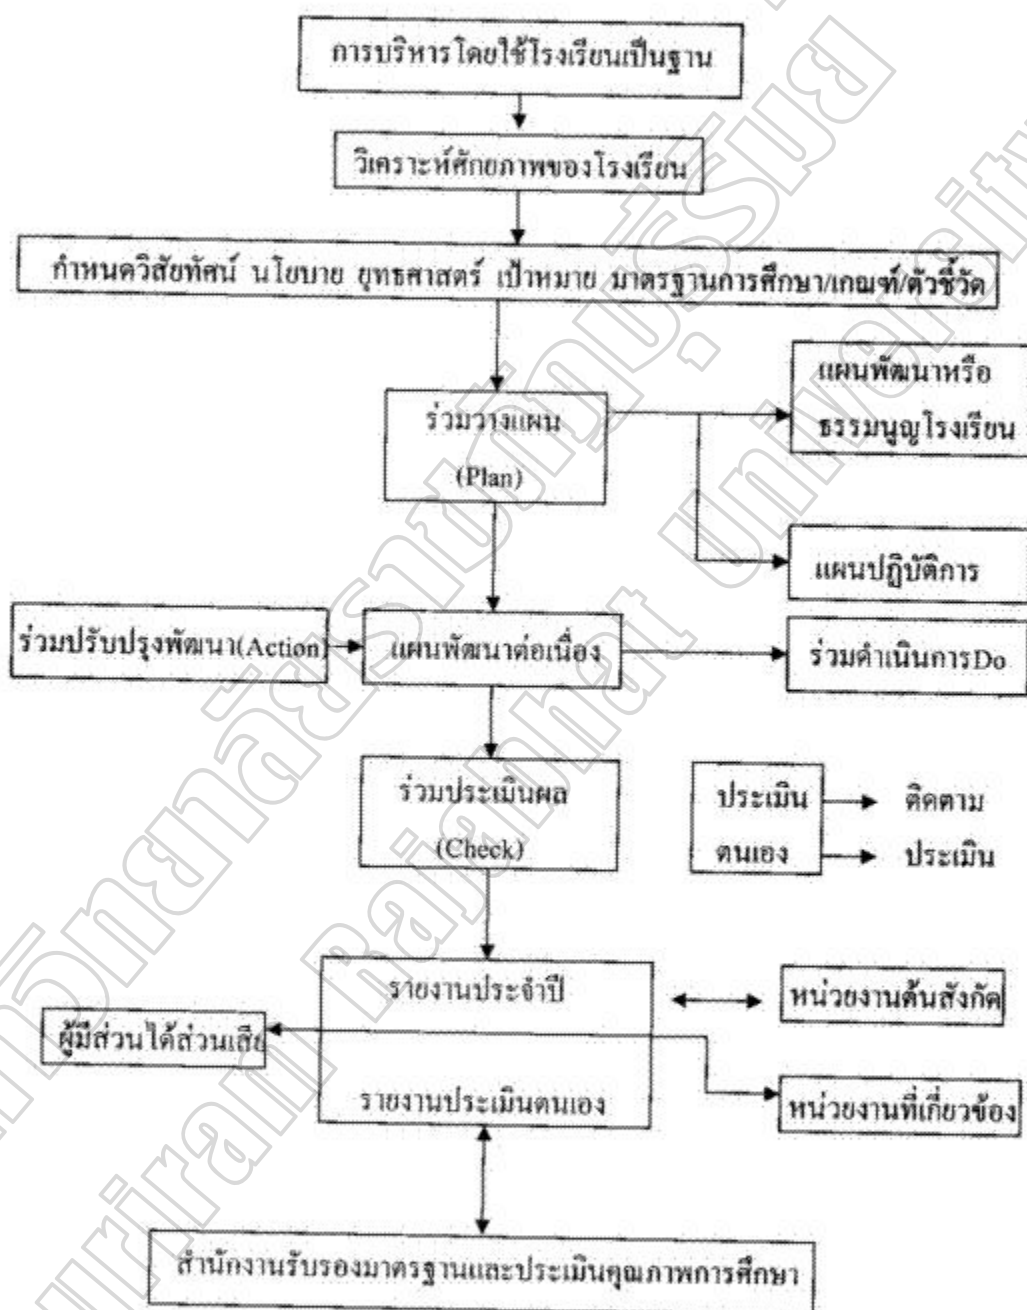 การบริหารโดยใช้โรงเรียนเป็นฐาน
วิเคราะห์ศักยภาพของโรงเรียน
กำหนดวิสัยทัศน์ นโยบาย ยุทธศาสตร์ เป้าหมาย มาตรฐานการศึกษา/เกณฑ์/ตัวชี้วัด
ร่วมวางแผน
(Plan)
แผนพัฒนาหรือ
ธรรมนูญโรงเรียน
แผนปฏิบัติการ
ร่วมปรับปรุงพัฒนา(Action)
แผนพัฒนาต่อเนื่อง
ร่วมดำเนินการDo
ร่วมประเมินผล
(Check)
ประเมิน
ตนเอง
ติดตาม
ประเมิน
รายงานประจำปี
รายงานประเมินตนเอง
หน่วยงานต้นสังกัด
ผู้มีส่วนได้ส่วนเสีย
หน่วยงานที่เกี่ยวข้อง
สำนักงานรับรองมาตรฐานและประเมินคุณภาพการศึกษา
Rajabhat University